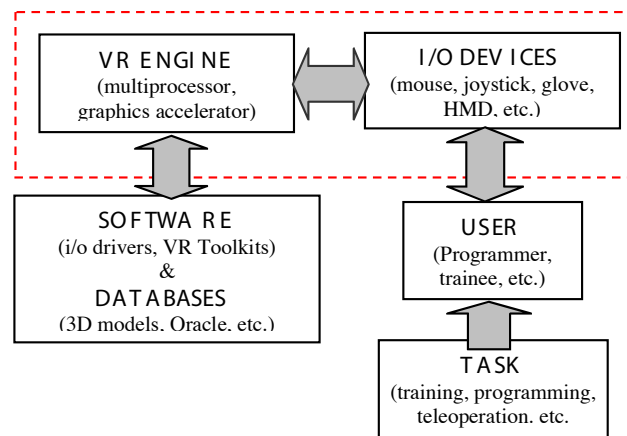 VR ENGINE
(multiprocessor,
graphics accelerator)
I/O DEVICES
(mouse, joystick, glove,
HMD, etc.)
SOFTWARE
(i/o drivers, VR Toolkits)
&
DATABASES
(3D models, Oracle, etc.)
USER
(Programmer,
trainee, etc.)
TASK
(training, programming,
teleoperation, etc.